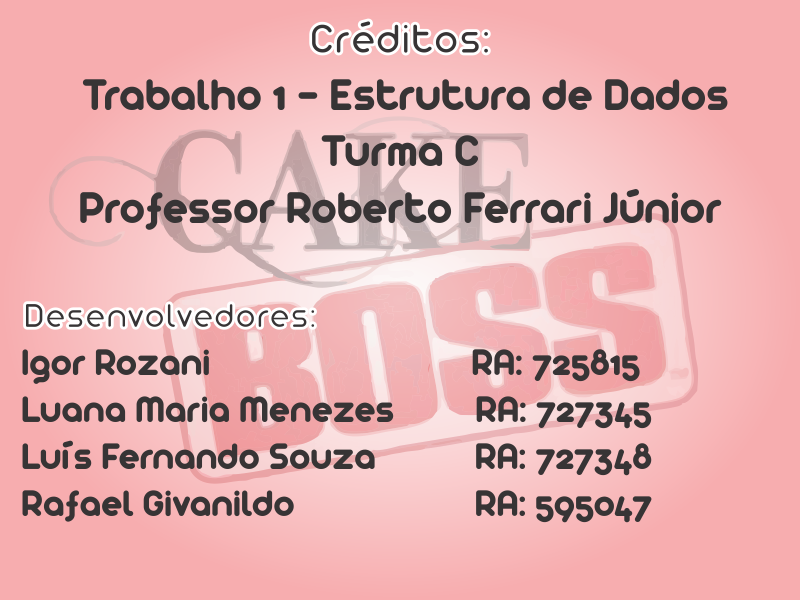 Créditos:
Trabalho 1 - Estrutura de Dados
Turma C
CAKE
Professor Roberto Ferrari Júnior
BOSS
Desenvolvedores:
Igor Rozani RA: 725815
Luana Maria Menezes RA: 727345
Luís Fernando Souza RA: 727348
Rafael Givanildo RA: 595047